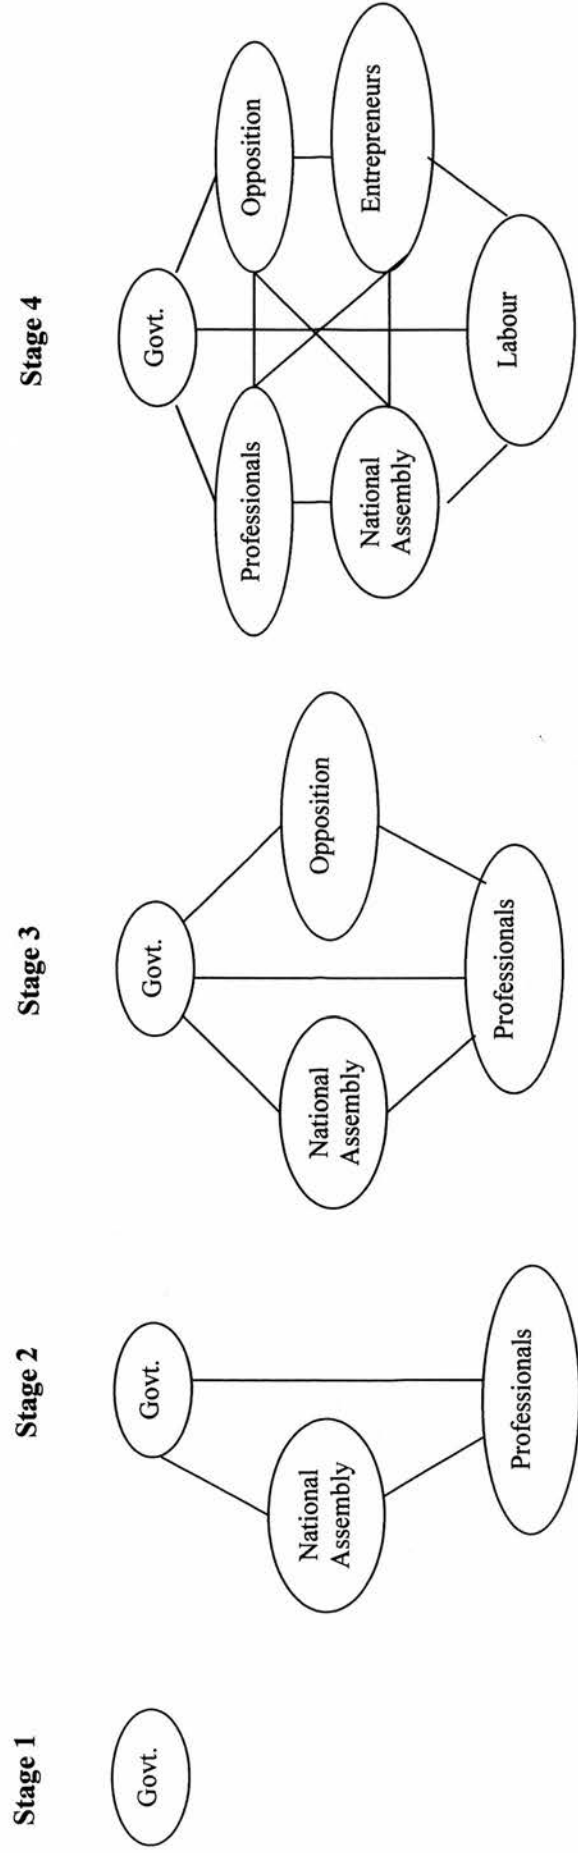 Stage 1
Govt.
Stage 2
Govt.
National
Assembly
Professionals
Stage 3
Govt.
National
Assembly
Opposition
Professionals
Stage 4
Govt.
Professionals
Opposition
National
Assembly
Entrepreneurs
Labour